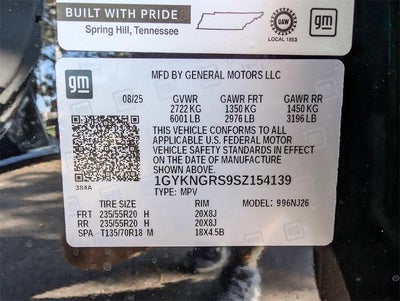 BUILT WITH PRIDE
Spring Hill, Tennessee
UAW
LOCAL 1853
gm
gm
MFD BY GENERAL MOTORS LLC
08/25 GVWR GAWR FRT GAWR RR
2722 KG 1350 KG 1450 KG
6001 LB 2976 LB 3196 LB
THIS VEHICLE CONFORMS TO ALL
APPLICABLE U.S. FEDERAL MOTOR
VEHICLE SAFETY STANDARDS IN EFFECT
ON THE DATE OF MANUFACTURE
SHOWN ABOVE.
384A
1GYKNGRS9SZ154139
TYPE: MPV
TIRE SIZE RIM MODEL: 996NJ26
FRT 235/55R20 H 20X8J
RR 235/55R20 H 20X8J
SPA T135/70R18 M 18X4.5B